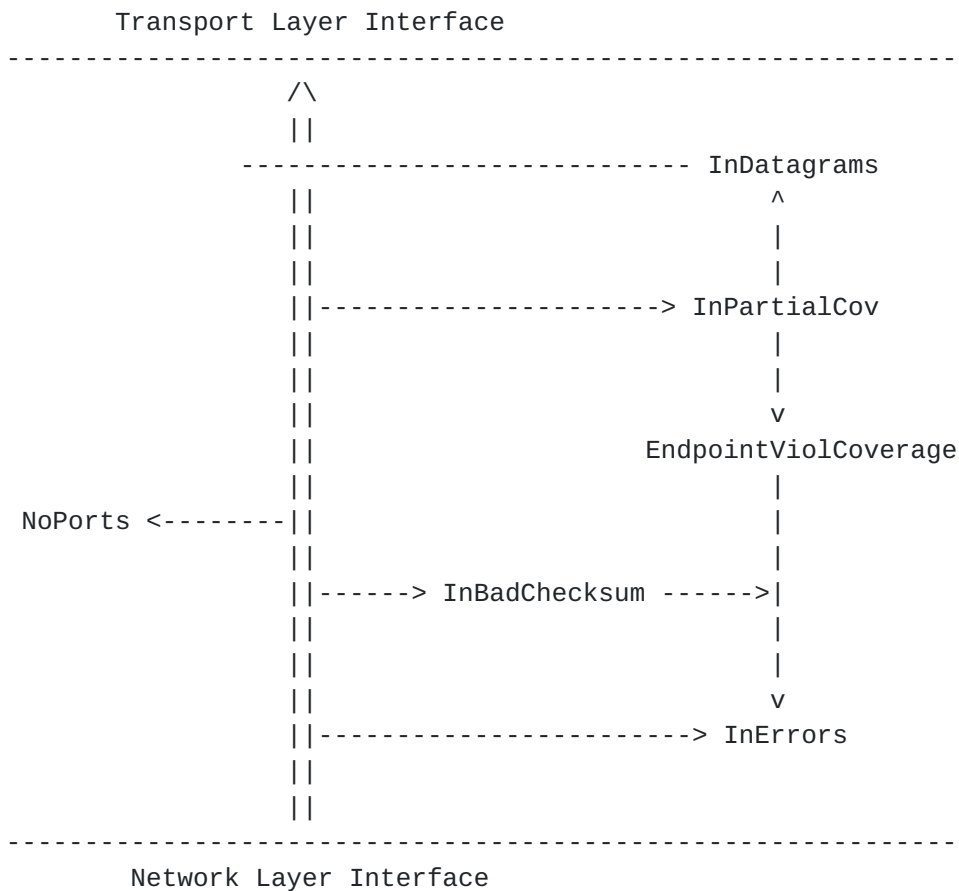 Transport Layer Interface
InDatagrams
InPartialCov
EndpointViolCoverage
NoPorts
InBadChecksum
InErrors
Network Layer Interface